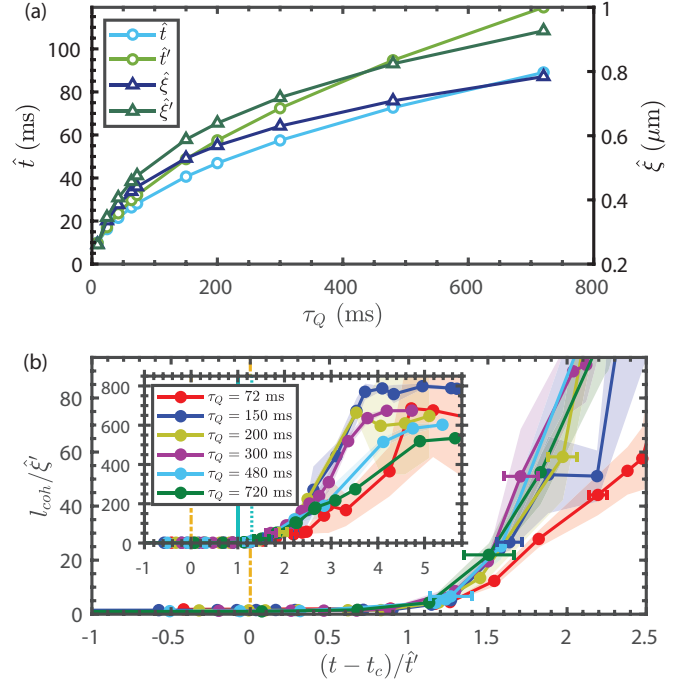 (a)
t̂
t̂′
ξ̂
ξ̂′
t̂ (ms)
0
20
40
60
80
100
0 200 400 600 800
τ_Q (ms)
0.2
0.4
0.6
0.8
1
ξ̂ (μm)
(b)
τ_Q = 72 ms
τ_Q = 150 ms
τ_Q = 200 ms
τ_Q = 300 ms
τ_Q = 480 ms
τ_Q = 720 ms
0
200
400
600
800
-1 0 1 2 3 4 5
l_coh/ξ̂′
0
20
40
60
80
-1 -0.5 0 0.5 1 1.5 2 2.5
(t − t_c)/t̂′